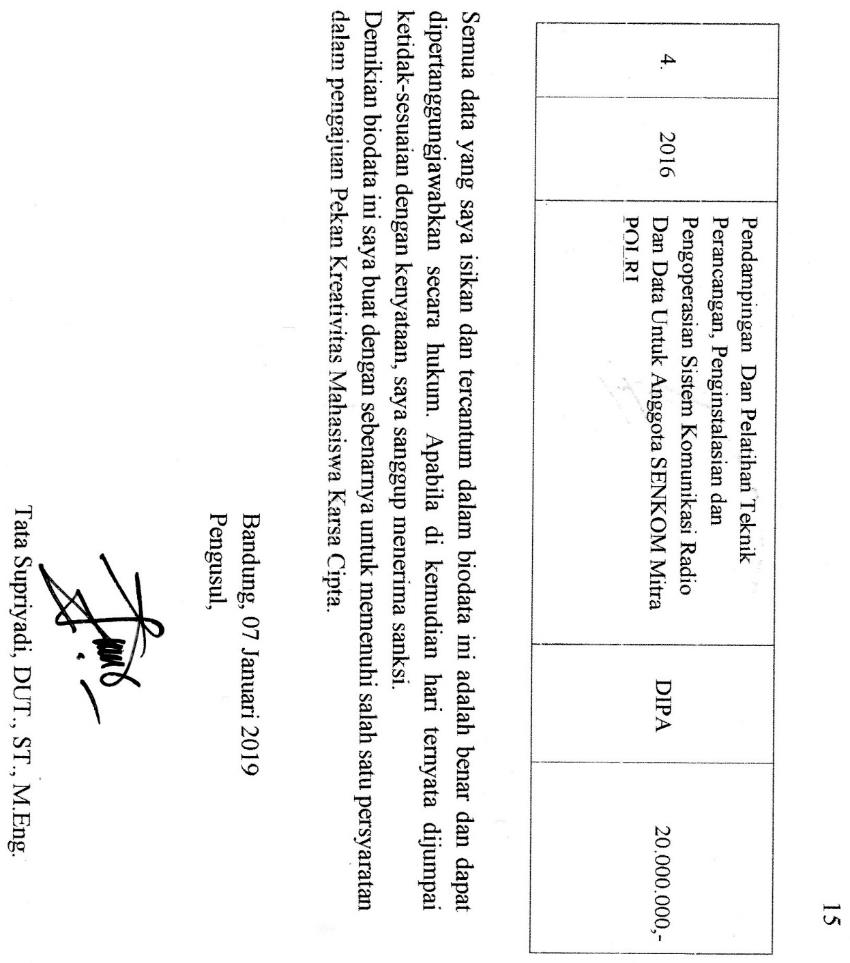 15
4. 2016 Pendampingan Dan Pelatihan Teknik DIPA 20.000.000,-
Perancangan, Penginstalasian dan
Pengoperasian Sistem Komunikasi Radio
Dan Data Untuk Anggota SENKOM Mitra
POLRI
Semua data yang saya isikan dan tercantum dalam biodata ini adalah benar dan dapat
dipertanggungjawabkan secara hukum. Apabila di kemudian hari ternyata dijumpai
ketidak-sesuaian dengan kenyataan, saya sanggup menerima sanksi.
Demikian biodata ini saya buat dengan sebenarnya untuk memenuhi salah satu persyaratan
dalam pengajuan Pekan Kreativitas Mahasiswa Karsa Cipta.
Bandung, 07 Januari 2019
Pengusul,
Tata Supriyadi, DUT., ST., M.Eng.